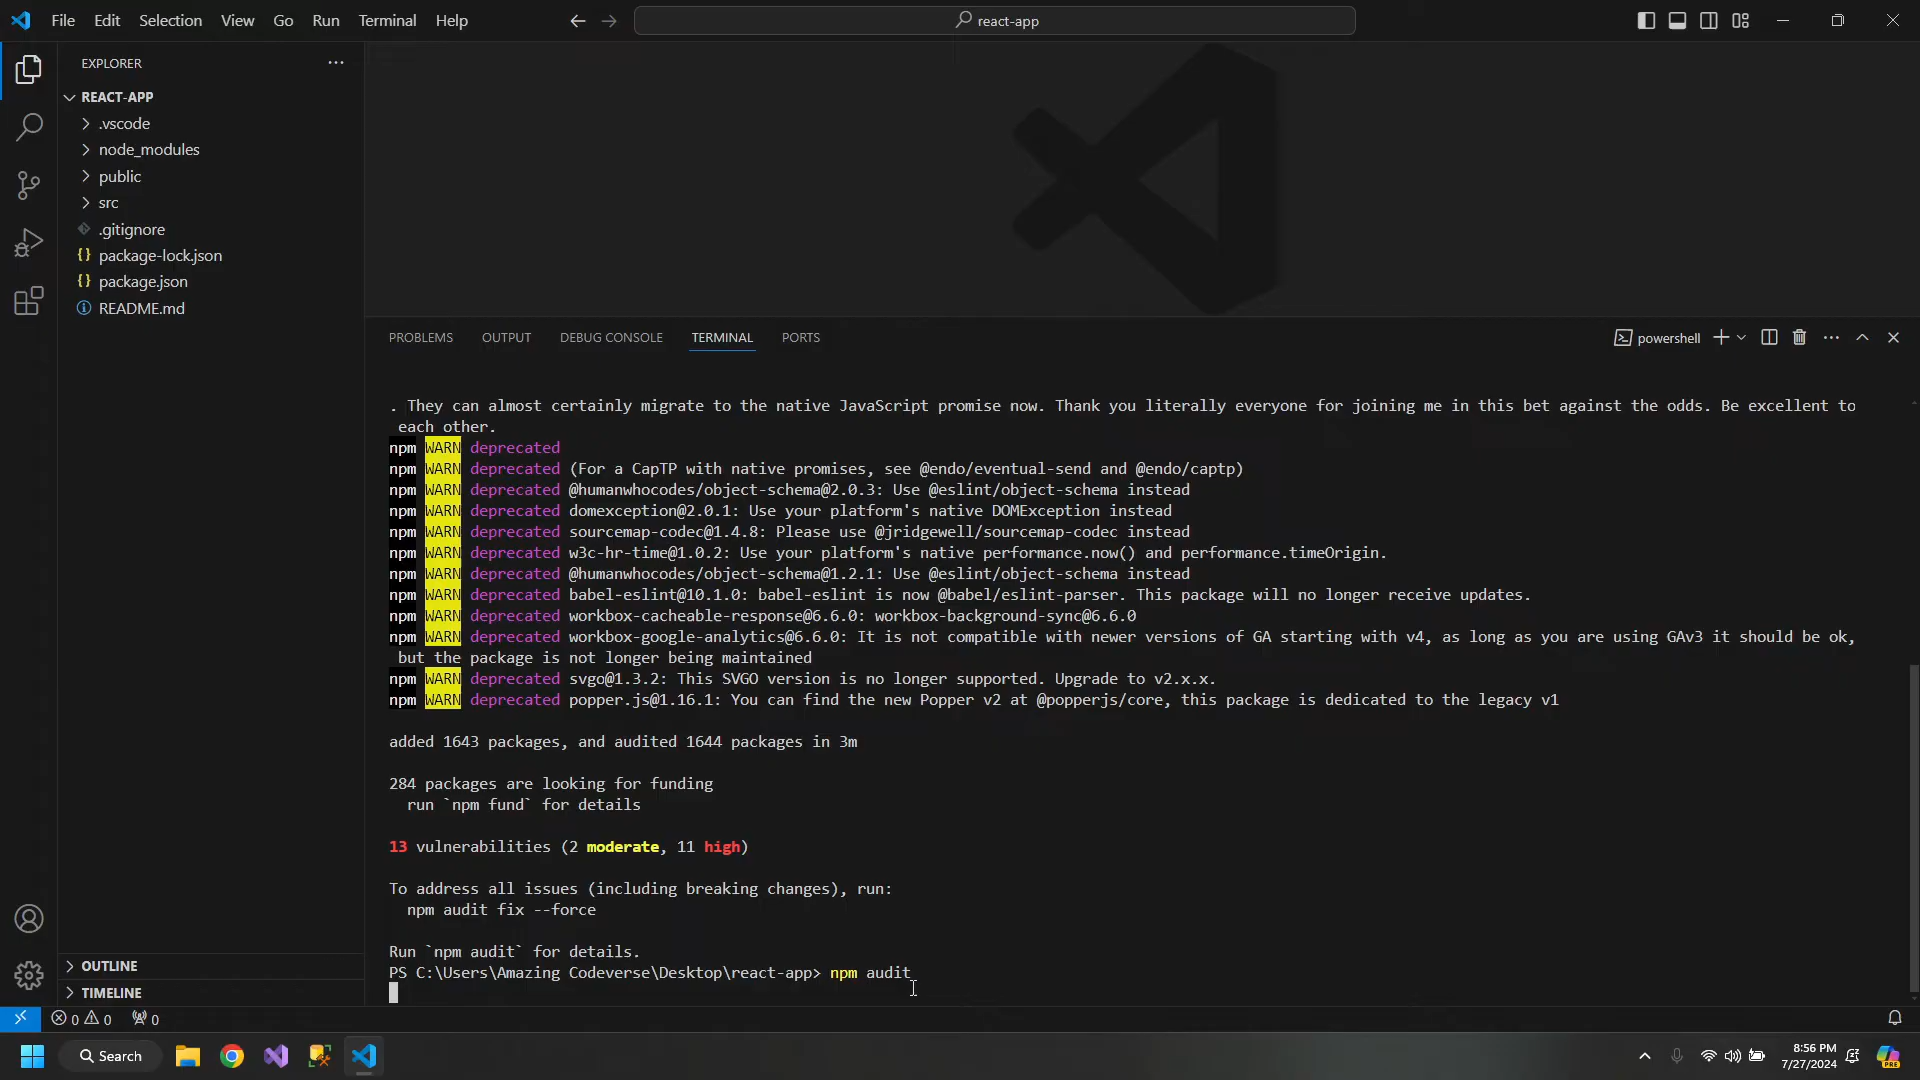 File Edit Selection View Go Run Terminal Help
react-app
EXPLORER
REACT-APP
.vscode
node_modules
public
src
.gitignore
{} package-lock.json
{} package.json
README.md
OUTLINE
TIMELINE
PROBLEMS OUTPUT DEBUG CONSOLE TERMINAL PORTS
powershell
. They can almost certainly migrate to the native JavaScript promise now. Thank you literally everyone for joining me in this bet against the odds. Be excellent to
each other.
npm WARN deprecated
npm WARN deprecated (For a CapTP with native promises, see @endo/eventual-send and @endo/captp)
npm WARN deprecated @humanwhocodes/object-schema@2.0.3: Use @eslint/object-schema instead
npm WARN deprecated domexception@2.0.1: Use your platform's native DOMException instead
npm WARN deprecated sourcemap-codec@1.4.8: Please use @jridgewell/sourcemap-codec instead
npm WARN deprecated w3c-hr-time@1.0.2: Use your platform's native performance.now() and performance.timeOrigin.
npm WARN deprecated @humanwhocodes/object-schema@1.2.1: Use @eslint/object-schema instead
npm WARN deprecated babel-eslint@10.1.0: babel-eslint is now @babel/eslint-parser. This package will no longer receive updates.
npm WARN deprecated workbox-cacheable-response@6.6.0: workbox-background-sync@6.6.0
npm WARN deprecated workbox-google-analytics@6.6.0: It is not compatible with newer versions of GA starting with v4, as long as you are using GAv3 it should be ok,
but the package is not longer being maintained
npm WARN deprecated svgo@1.3.2: This SVGO version is no longer supported. Upgrade to v2.x.x.
npm WARN deprecated popper.js@1.16.1: You can find the new Popper v2 at @popperjs/core, this package is dedicated to the legacy v1
added 1643 packages, and audited 1644 packages in 3m
284 packages are looking for funding
run `npm fund` for details
13 vulnerabilities (2 moderate, 11 high)
To address all issues (including breaking changes), run:
npm audit fix --force
Run `npm audit` for details.
PS C:\Users\Amazing Codeverse\Desktop\react-app> npm audit
0 0 0
Search
8:56 PM
7/27/2024
PRE